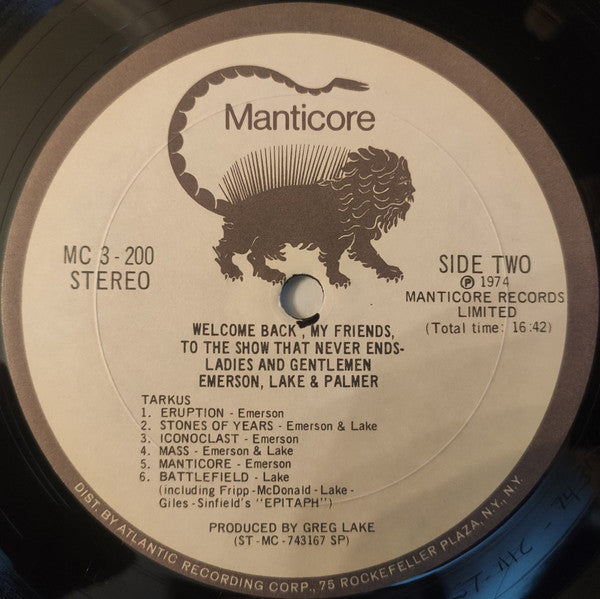 Manticore
MC 3-200
STEREO
SIDE TWO
℗ 1974
MANTICORE RECORDS
LIMITED
(Total time: 16:42)
WELCOME BACK, MY FRIENDS,
TO THE SHOW THAT NEVER ENDS-
LADIES AND GENTLEMEN
EMERSON, LAKE & PALMER
TARKUS
1. ERUPTION - Emerson
2. STONES OF YEARS - Emerson & Lake
3. ICONOCLAST - Emerson
4. MASS - Emerson & Lake
5. MANTICORE - Emerson
6. BATTLEFIELD - Lake
(including Fripp-McDonald-Lake-
Giles-Sinfield's "EPITAPH")
PRODUCED BY GREG LAKE
(ST-MC-743167 SP)
DIST. BY ATLANTIC RECORDING CORP., 75 ROCKEFELLER PLAZA, N.Y., N.Y.